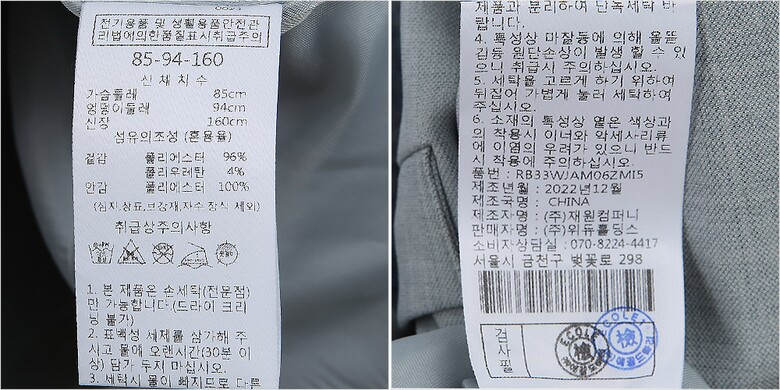 전기용품 및 생활용품안전관
리법에의한품질표시취급주의
85-94-160
신체치수
가슴둘레 85cm
엉덩이둘레 94cm
신장 160cm
섬유의조성 (혼용율)
겉감 폴리에스터 96%
폴리우레탄 4%
안감 폴리에스터 100%
(심지,상표,보강재,자수 장식 제외)
취급상주의사항
1. 본 제품은 손세탁(전문점)
만 가능합니다.(드라이 크리
닝 불가)
2. 표백성 세제를 삼가해 주
시고 물에 오랜시간(30분 이
상) 담가 두지 마십시오.
3. 세탁시 물이 빠지므로 다른
제품과 분리하여 단독세탁 바
랍니다.
4. 특성상 마찰등에 의해 올뜯
김등 원단손상이 발생 할 수 있
으니 취급시 주의하십시오.
5. 세탁을 고르게 하기 위하여
뒤집어 가볍게 눌러 세탁하여
주십시오.
6. 소재의 특성상 옅은 색상과
의 착용시 이너와 악세사리류
에 이염의 우려가 있으니 반드
시 착용에 주의하십시오.
품번 : RB33WJAM06ZMI5
제조년월 : 2022년12월
제조국명 : CHINA
제조자명 : (주)재원컴퍼니
판매자명 : (주)위듀홀딩스
소비자상담실 : 070-8224-4417
서울시 금천구 벚꽃로 298
검
사
필
ECOLE
檢
ECOLE
檢